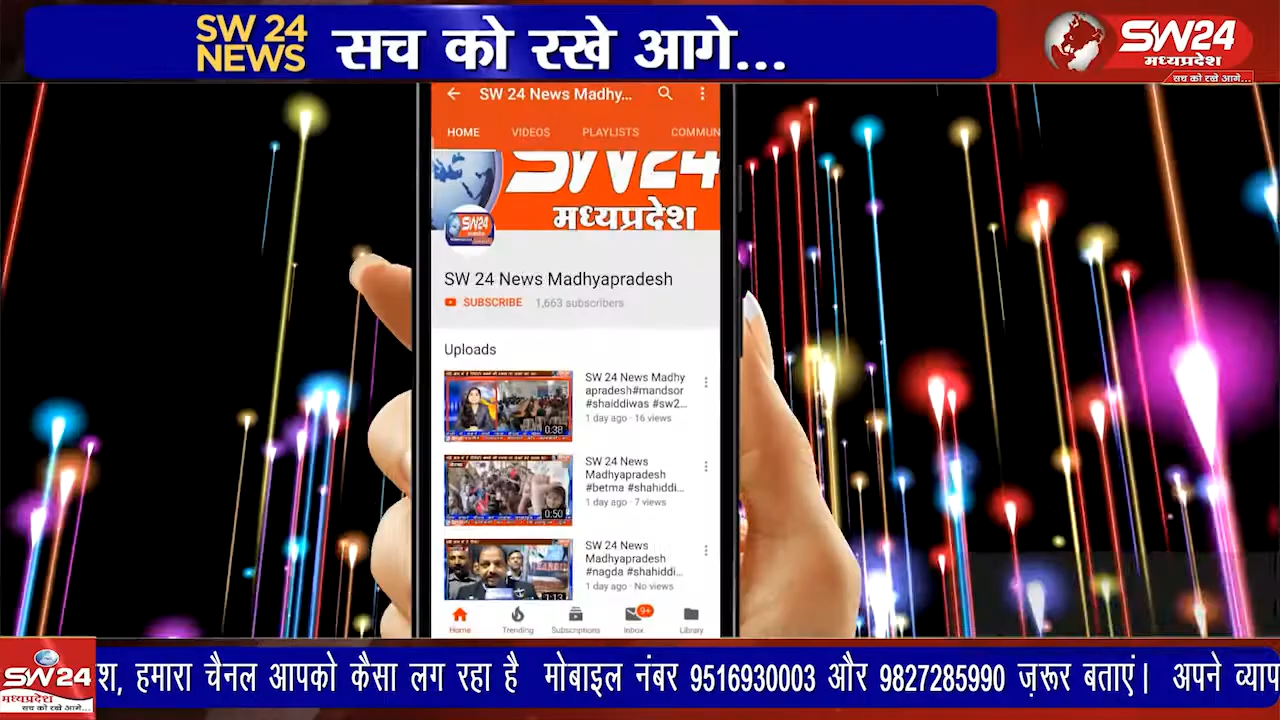 SW 24
NEWS
सच को रखे आगे...
SW24
मध्यप्रदेश
सच को रखे आगे...
SW 24 News Madhy...
HOME VIDEOS PLAYLISTS COMMUN
SW24
मध्यप्रदेश
SW24
SW 24 News Madhyapradesh
SUBSCRIBE 1,663 subscribers
Uploads
SW 24 News Madhy
apradesh#mandsor
#shaiddiwas #sw2...
1 day ago · 16 views
0:38
SW 24 News
Madhyapradesh
#betma #shahiddi...
1 day ago · 7 views
0:50
SW 24 News
Madhyapradesh
#nagda #shahiddi...
1 day ago · No views
1:13
9+
Home Trending Subscriptions Inbox Library
SW24
मध्यप्रदेश
सच को रखे आगे...
श, हमारा चैनल आपको कैसा लग रहा है मोबाइल नंबर 9516930003 और 9827285990 ज़रूर बताएं। अपने व्याप